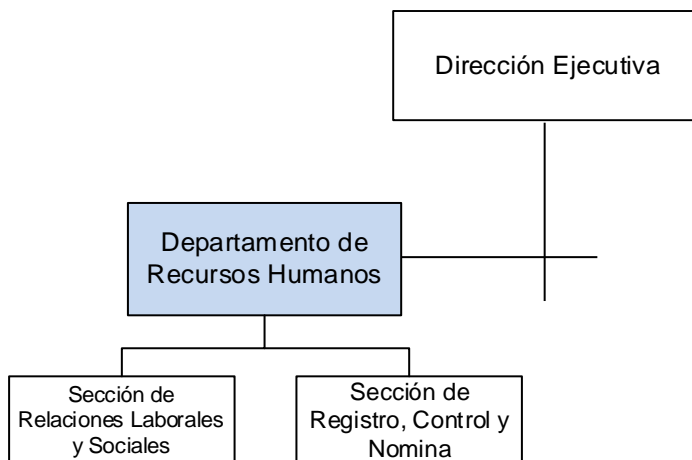 Dirección Ejecutiva
Departamento de
Recursos Humanos
Sección de
Relaciones Laborales
y Sociales
Sección de
Registro, Control y
Nomina